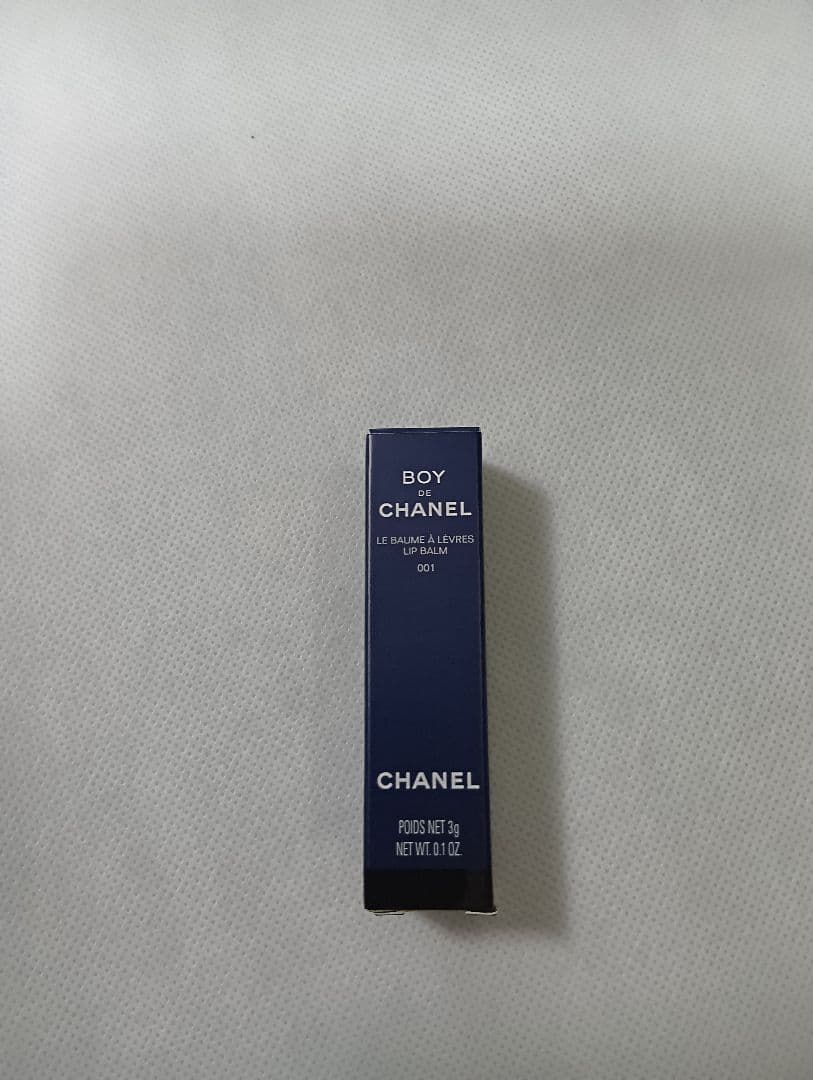 BOY
DE
CHANEL
LE BAUME À LÈVRES
LIP BALM
001
CHANEL
POIDS NET 3g
NET WT. 0.1 OZ.